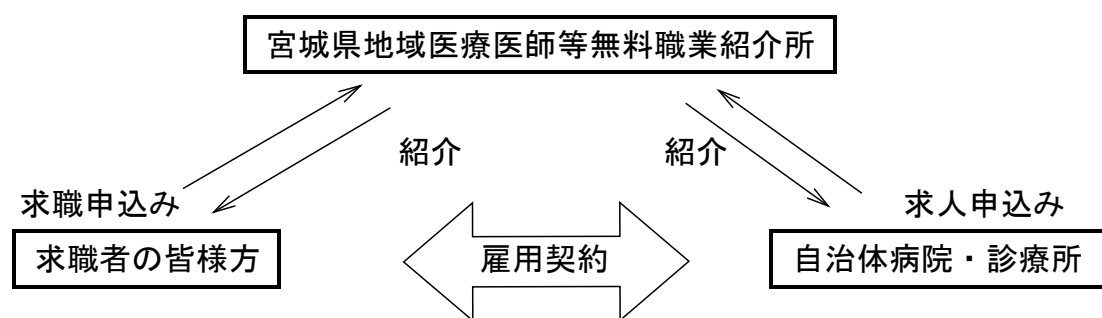 宮城県地域医療医師等無料職業紹介所
紹介
紹介
求職申込み
求人申込み
求職者の皆様方
雇用契約
自治体病院・診療所